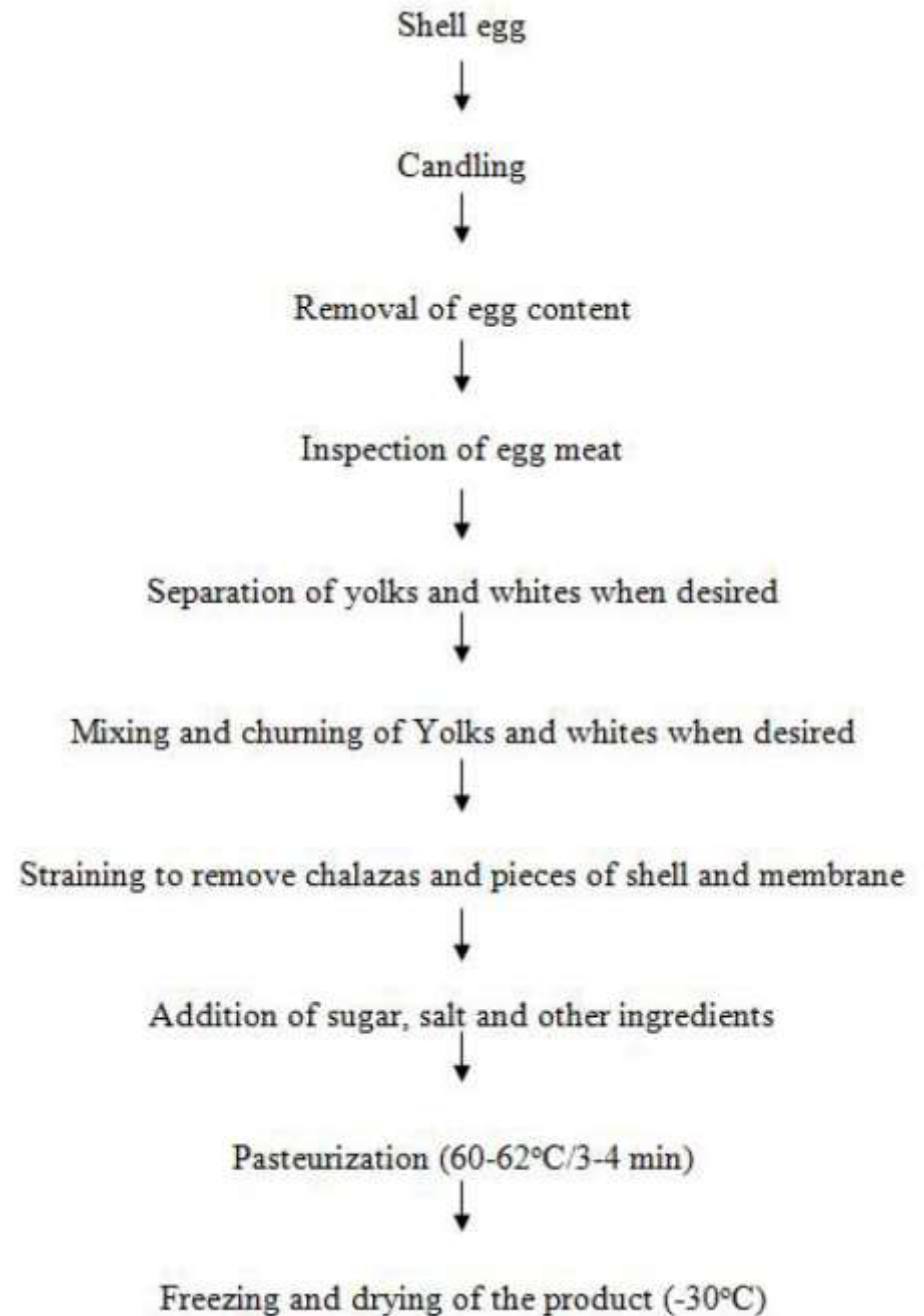 Shell egg
Candling
Removal of egg content
Inspection of egg meat
Separation of yolks and whites when desired
Mixing and churning of Yolks and whites when desired
Straining to remove chalazas and pieces of shell and membrane
Addition of sugar, salt and other ingredients
Pasteurization (60-62°C/3-4 min)
Freezing and drying of the product (-30°C)